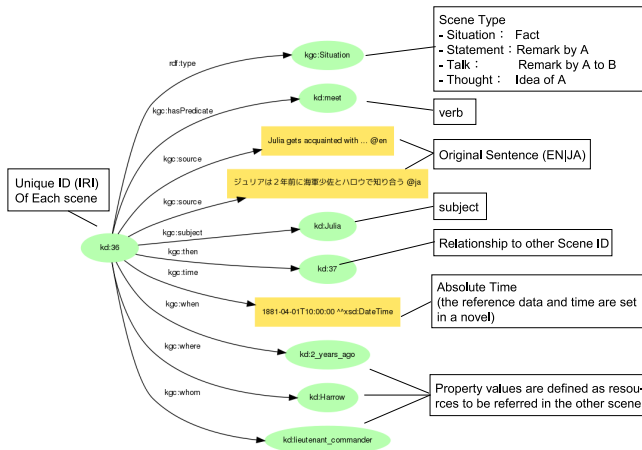 Scene Type
- Situation： Fact
- Statement：Remark by A
- Talk： Remark by A to B
- Thought： Idea of A
rdf:type
kgc:Situation
kgc:hasPredicate
kd:meet
verb
kgc:source
Julia gets acquainted with ... @en
Original Sentence (EN|JA)
Unique ID (IRI)
Of Each scene
kgc:source
ジュリアは２年前に海軍少佐とハロウで知り合う @ja
kgc:subject
kd:Julia
subject
kd:36
kgc:then
kd:37
Relationship to other Scene ID
kgc:time
1881-04-01T10:00:00 ^^xsd:DateTime
Absolute Time
(the reference data and time are set
in a novel)
kgc:when
kd:2_years_ago
kgc:where
kd:Harrow
Property values are defined as resou-
rces to be referred in the other scene
kgc:whom
kd:lieutenant_commander